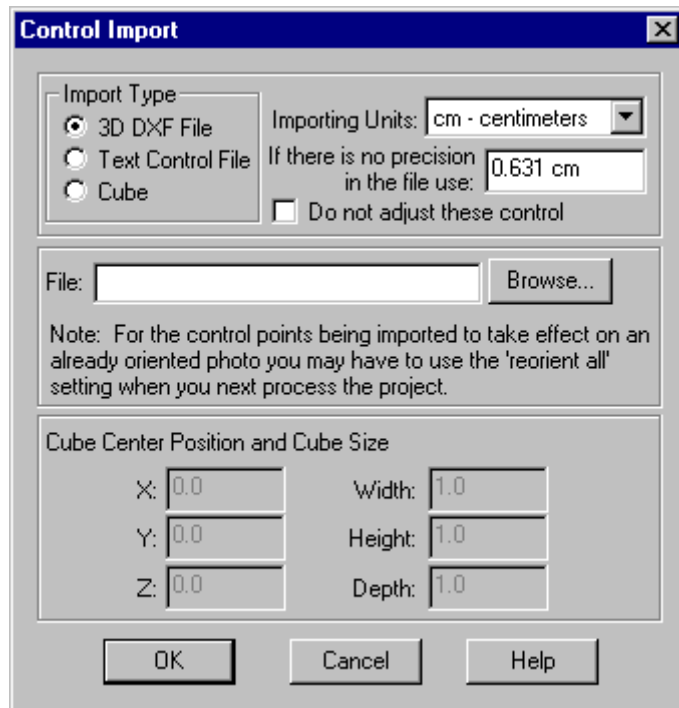 Control Import
Import Type
3D DXF File
Text Control File
Cube
Importing Units: cm - centimeters
If there is no precision
in the file use: 0.631 cm
Do not adjust these control
File:
Browse...
Note:  For the control points being imported to take effect on an
already oriented photo you may have to use the 'reorient all'
setting when you next process the project.
Cube Center Position and Cube Size
X: 0.0 Width: 1.0
Y: 0.0 Height: 1.0
Z: 0.0 Depth: 1.0
OK Cancel Help